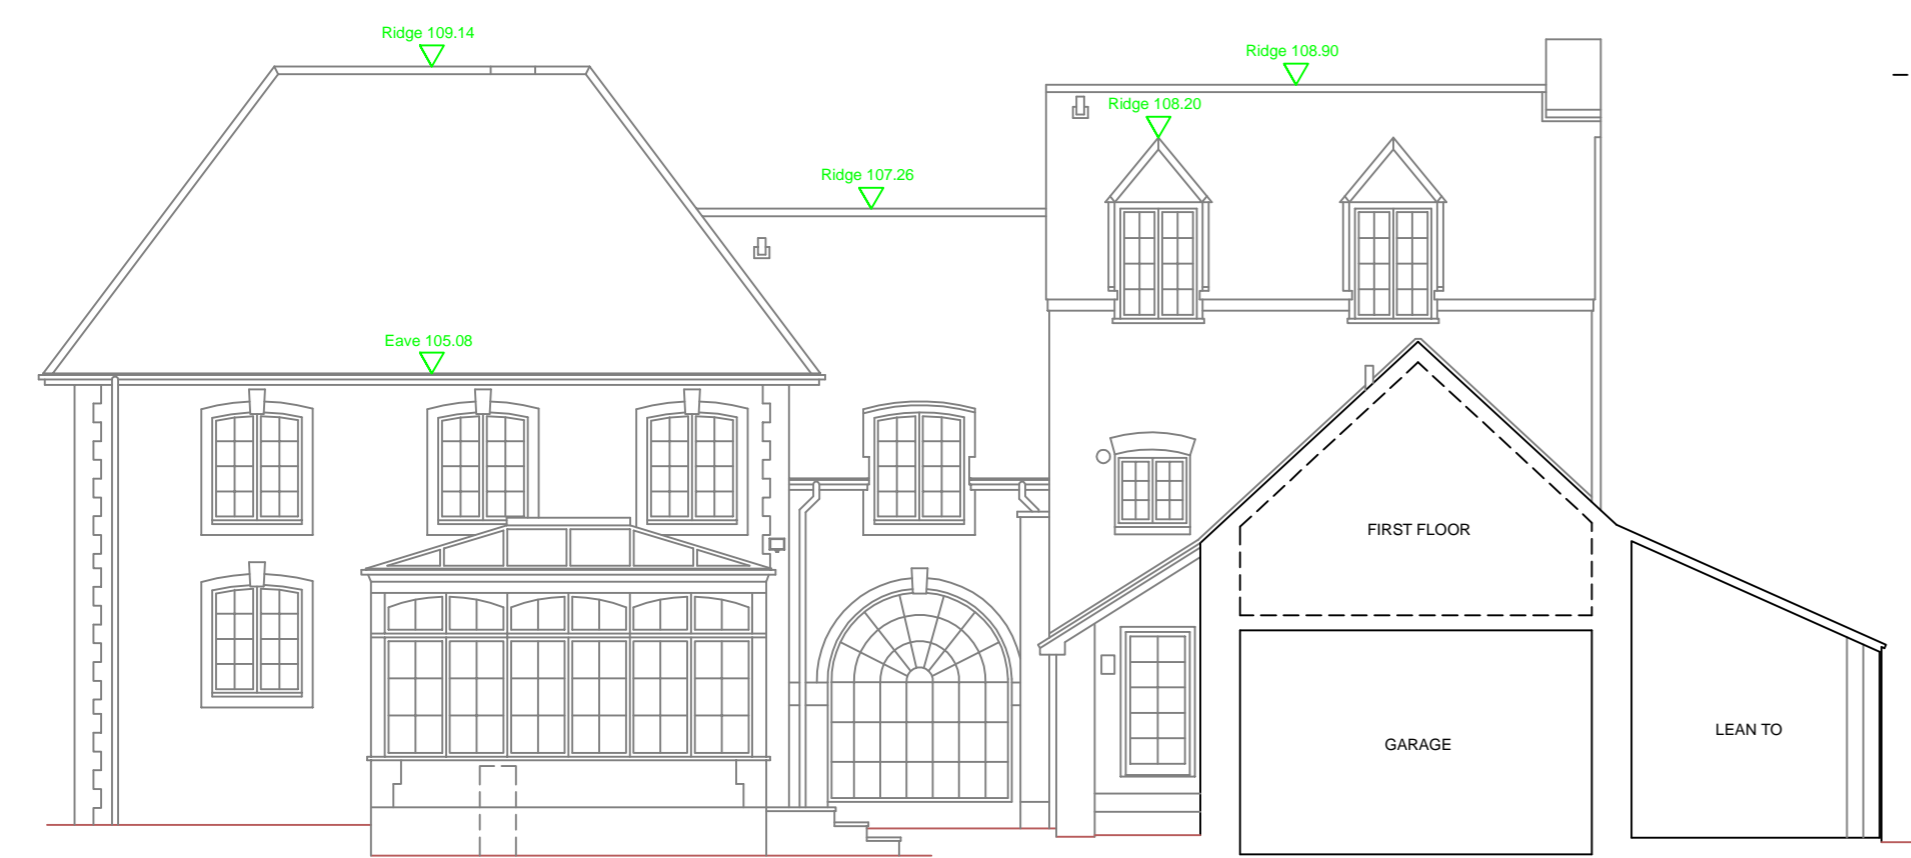 Ridge 109.14
Ridge 108.90
Ridge 108.20
Ridge 107.26
Eave 105.08
FIRST FLOOR
GARAGE
LEAN TO